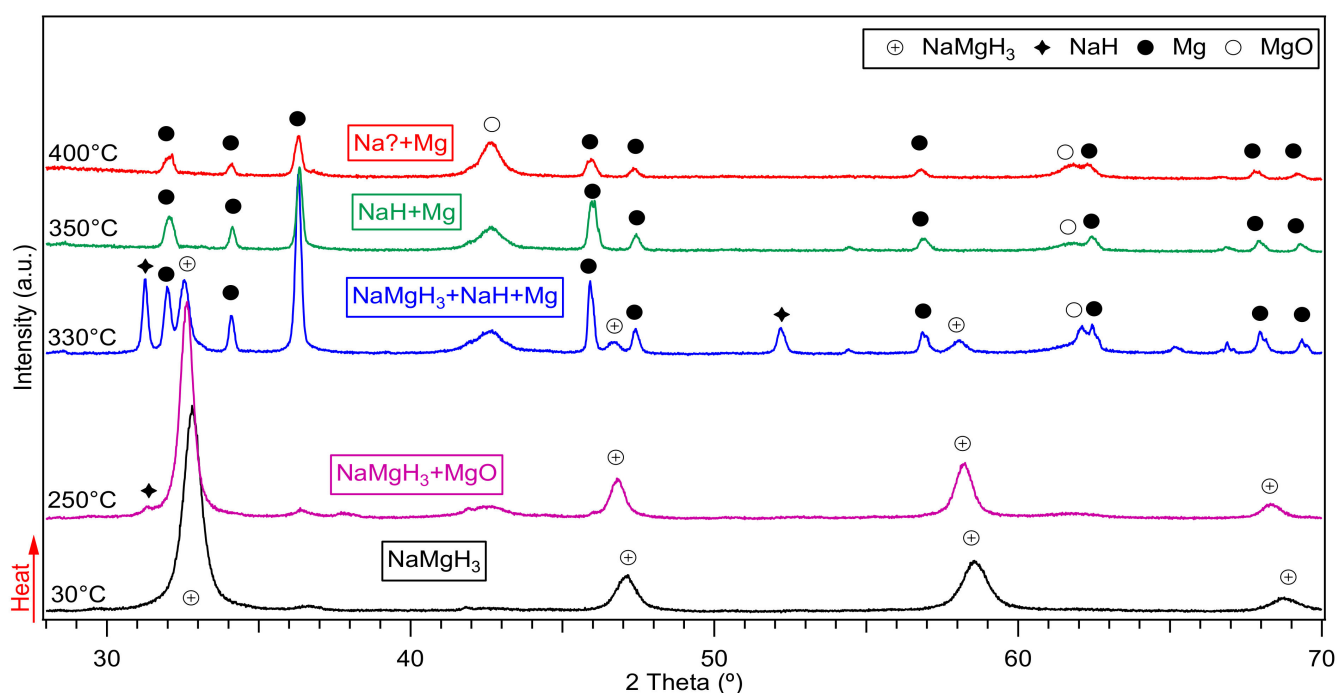 NaMgH₃ NaH Mg MgO
400°C
Na?+Mg
350°C
NaH+Mg
330°C
NaMgH₃+NaH+Mg
250°C
NaMgH₃+MgO
30°C
NaMgH₃
Heat
Intensity (a.u.)
30 40 50 60 70
2 Theta (º)